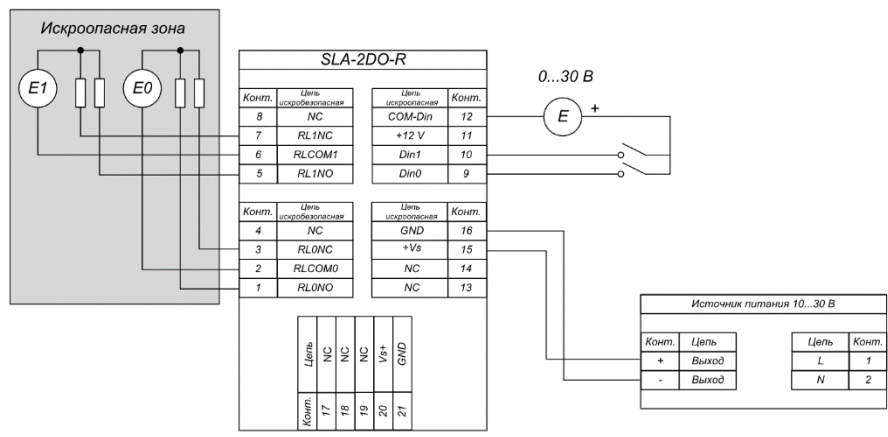 Искроопасная зона
E1
E0
SLA-2DO-R
0...30 В
E
+
Конт. Цепь искробезопасная
8 NC
7 RL1NC
6 RLCOM1
5 RL1NO
Цепь искроопасная Конт.
COM-Din 12
+12 V 11
Din1 10
Din0 9
Конт. Цепь искробезопасная
4 NC
3 RL0NC
2 RLCOM0
1 RL0NO
Цепь искроопасная Конт.
GND 16
+Vs 15
NC 14
NC 13
Цепь NC NC NC Vs+ GND
Конт. 17 18 19 20 21
Источник питания 10...30 В
Конт. Цепь
+ Выход
- Выход
Цепь Конт.
L 1
N 2